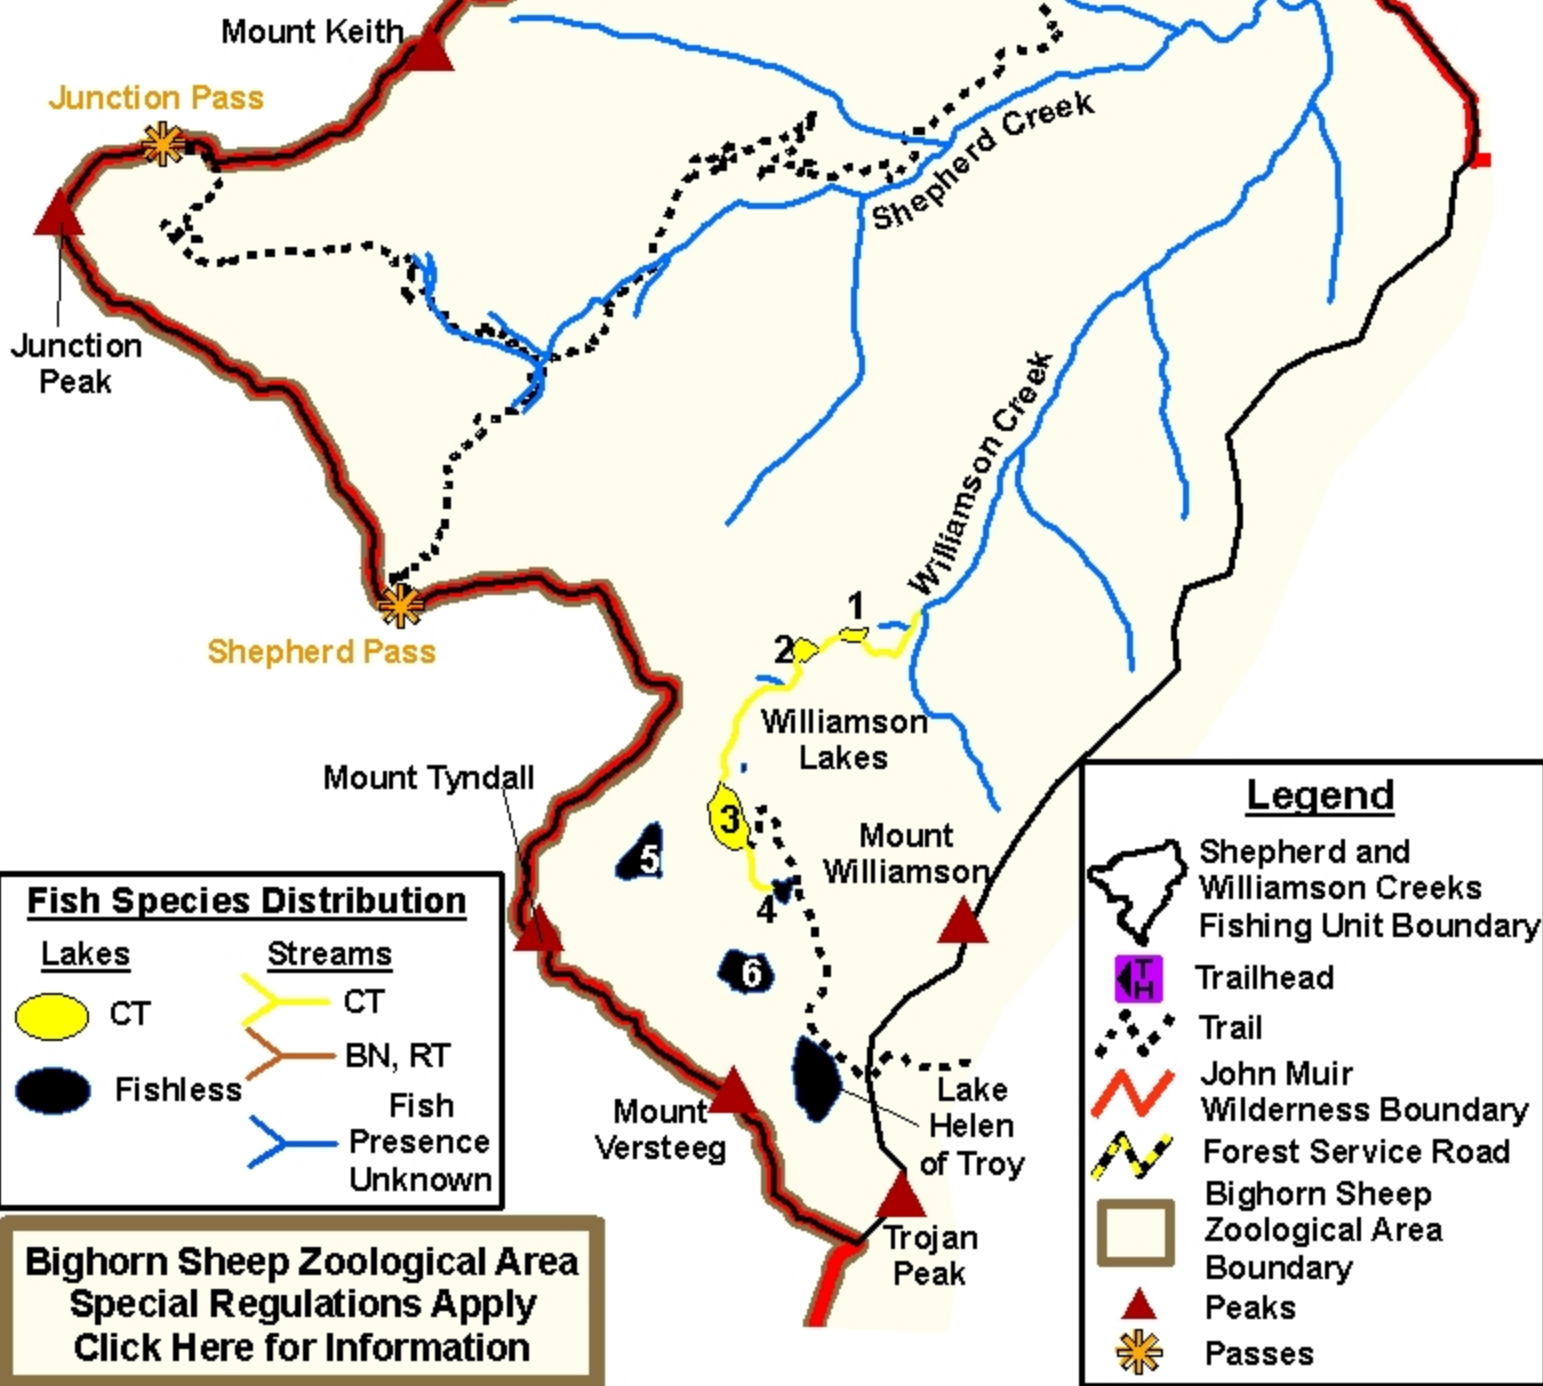 Mount Keith
Junction Pass
Shepherd Creek
Junction
Peak
Williamson Creek
1
2
Shepherd Pass
Williamson
Lakes
Mount Tyndall
3
Mount
Williamson
5
4
6
Lake
Helen
of Troy
Mount
Versteeg
Trojan
Peak
Fish Species Distribution
Lakes
Streams
CT
CT
BN, RT
Fishless
Fish
Presence
Unknown
Bighorn Sheep Zoological Area
Special Regulations Apply
Click Here for Information
Legend
Shepherd and
Williamson Creeks
Fishing Unit Boundary
T
H
Trailhead
Trail
John Muir
Wilderness Boundary
Forest Service Road
Bighorn Sheep
Zoological Area
Boundary
Peaks
Passes